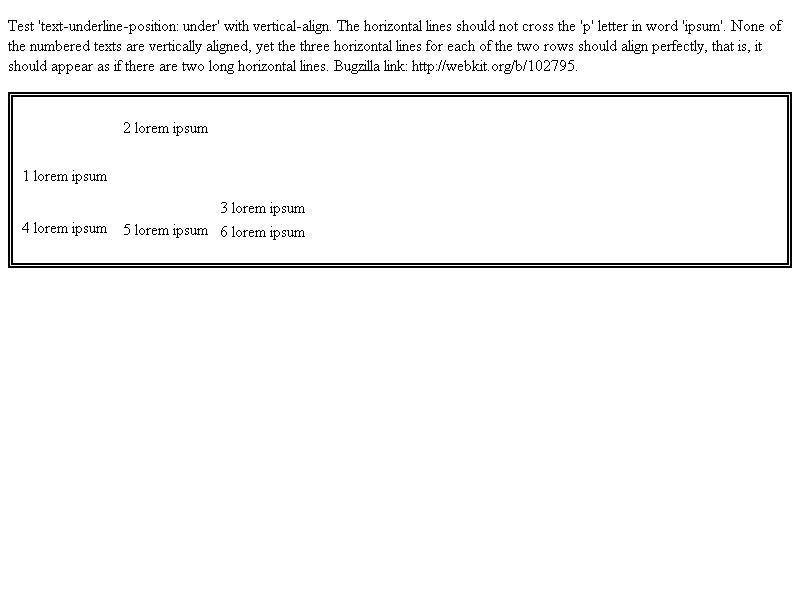 Test 'text-underline-position: under' with vertical-align. The horizontal lines should not cross the 'p' letter in word 'ipsum'. None of
the numbered texts are vertically aligned, yet the three horizontal lines for each of the two rows should align perfectly, that is, it
should appear as if there are two long horizontal lines. Bugzilla link: http://webkit.org/b/102795.
2 lorem ipsum
1 lorem ipsum
3 lorem ipsum
4 lorem ipsum 5 lorem ipsum 6 lorem ipsum